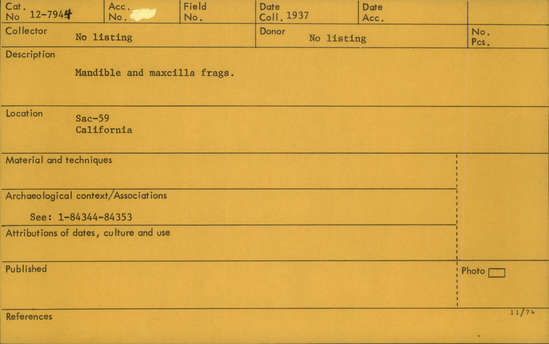 Cat. No 12-7944 Acc. No. Field No. Date Coll. 1937 Date Acc.
Collector No listing Donor No listing No. Pcs.
Description
Mandible and maxcilla frags.
Location Sac-59
California
Material and techniques
Archaeological context/Associations
See: 1-84344-84353
Attributions of dates, culture and use
Published Photo
References 11/74